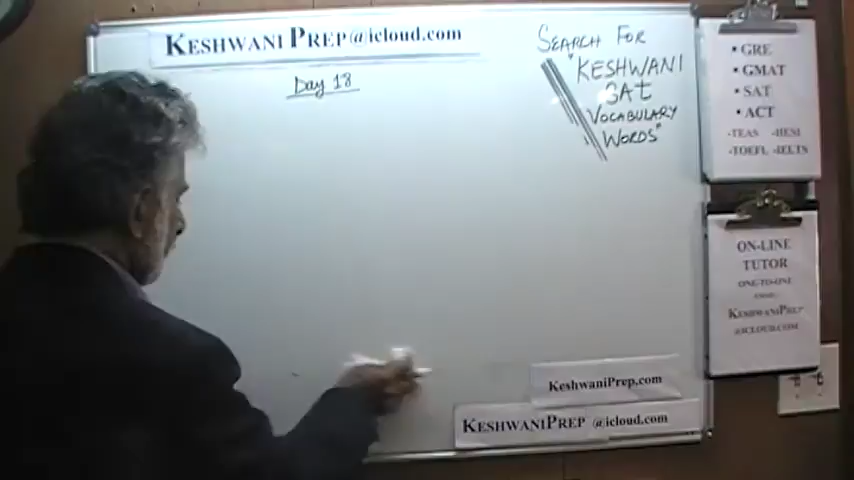 KESHWANI PREP@icloud.com
Day 18
SEARCH FOR
"KESHWANI
SAT
VOCABULARY
WORDS"
• GRE
• GMAT
• SAT
• ACT
-TEAS -HESI
-TOEFL -IELTS
ON-LINE
TUTOR
ONE-TO-ONE
KESHWANIPREP
@ICLOUD.COM
KeshwaniPrep.com
KESHWANIPREP @icloud.com